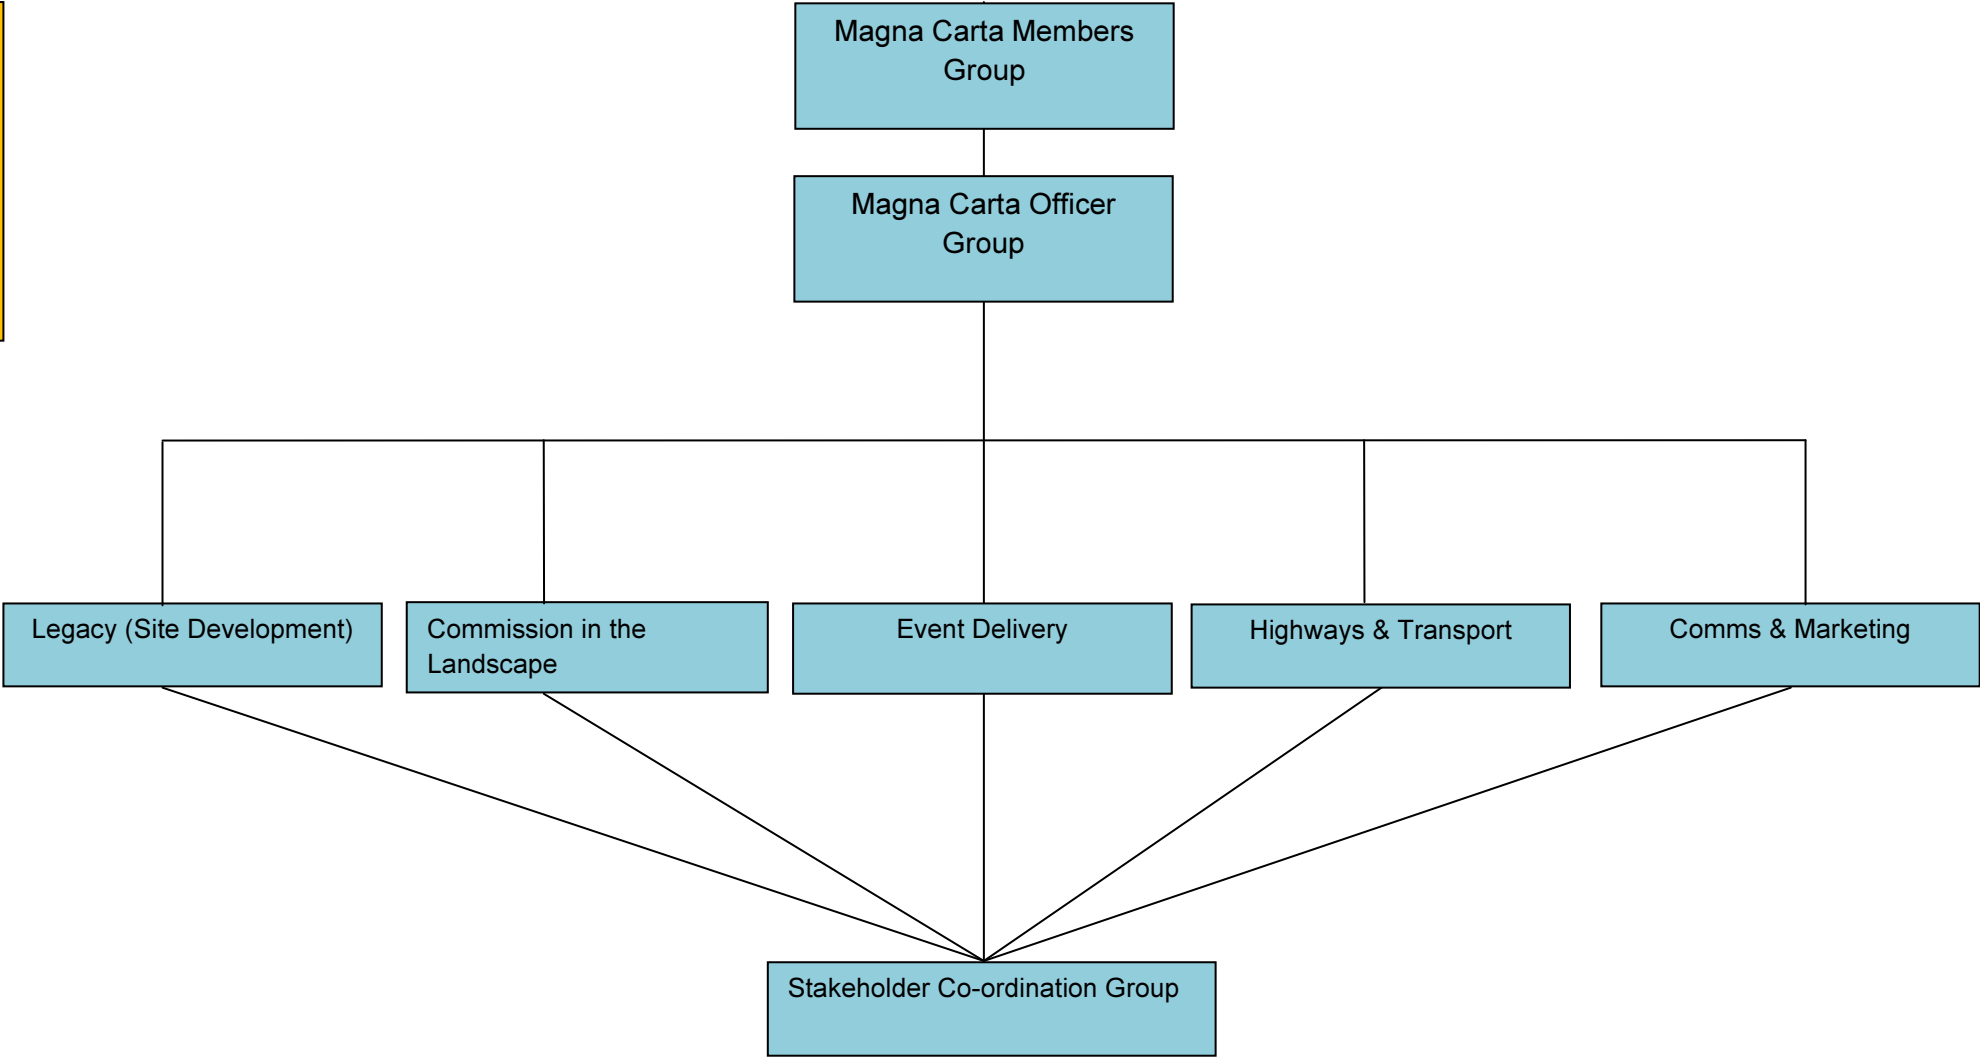 Magna Carta Members
Group
Magna Carta Officer
Group
Legacy (Site Development)
Commission in the
Landscape
Event Delivery
Highways & Transport
Comms & Marketing
Stakeholder Co-ordination Group